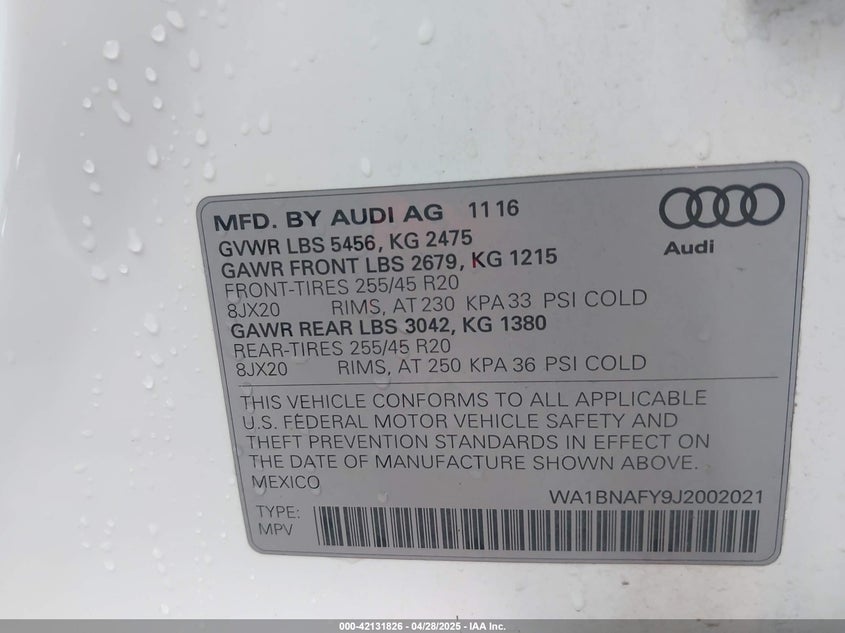 MFD. BY AUDI AG 11 16
GVWR LBS 5456, KG 2475
GAWR FRONT LBS 2679, KG 1215
FRONT-TIRES 255/45 R20
8JX20 RIMS, AT 230 KPA 33 PSI COLD
GAWR REAR LBS 3042, KG 1380
REAR-TIRES 255/45 R20
8JX20 RIMS, AT 250 KPA 36 PSI COLD
Audi
THIS VEHICLE CONFORMS TO ALL APPLICABLE
U.S. FEDERAL MOTOR VEHICLE SAFETY AND
THEFT PREVENTION STANDARDS IN EFFECT ON
THE DATE OF MANUFACTURE SHOWN ABOVE.
MEXICO
WA1BNAFY9J2002021
TYPE:
MPV
000-42131826 - 04/28/2025 - IAA Inc.